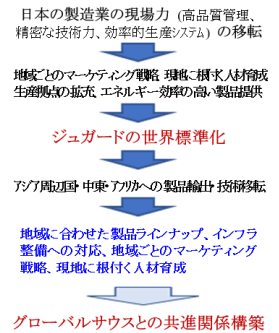 日本の製造業の現場力 (高品質管理、
精密な技術力、効率的生産システム) の移転
地域ごとのマーケティング戦略 現地に根付く人材育成
生産拠点の拡充、エネルギー効率の高い製品提供
ジュガードの世界標準化
アジア周辺国・中東・アフリカへの製品輸出・技術移転
地域に合わせた製品ラインナップ、インフラ
整備への対応、地域ごとのマーケティング
戦略、現地に根付く人材育成
グローバルサウスとの共進関係構築